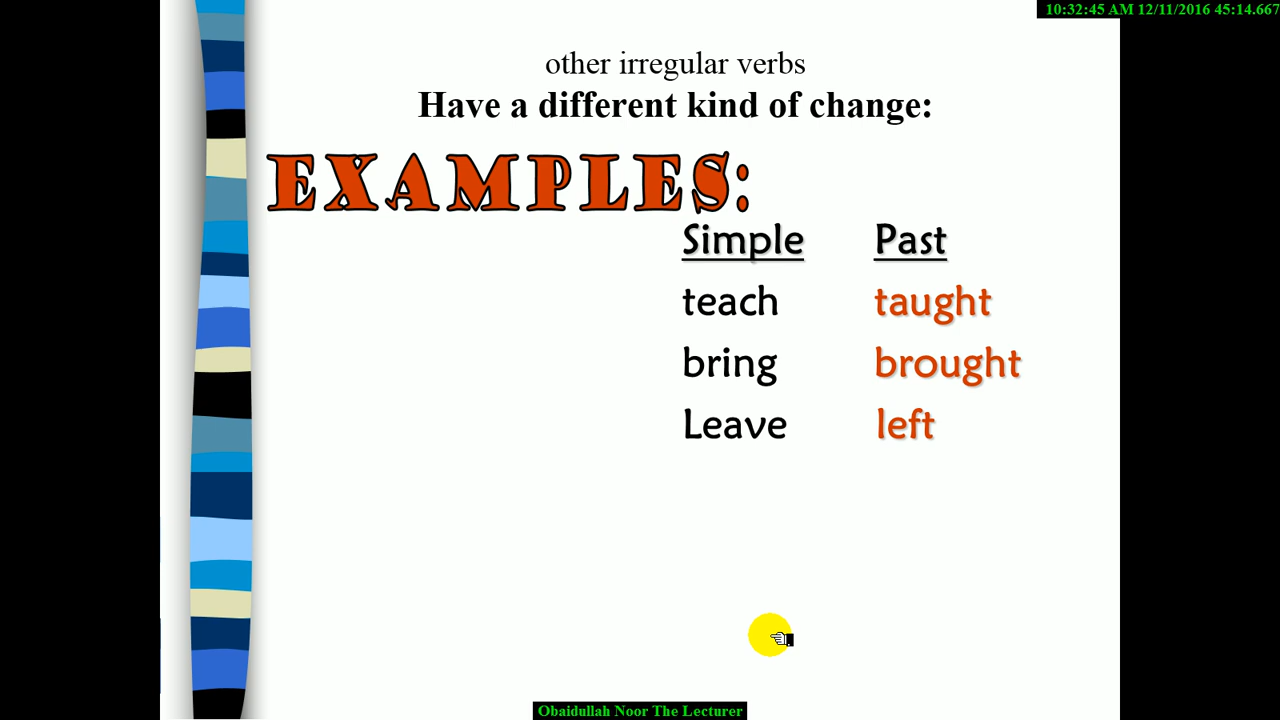 10:32:45 AM 12/11/2016 45:14.667
other irregular verbs
Have a different kind of change:
EXAMPLES:
Simple Past
teach taught
bring brought
Leave left
Obaidullah Noor The Lecturer